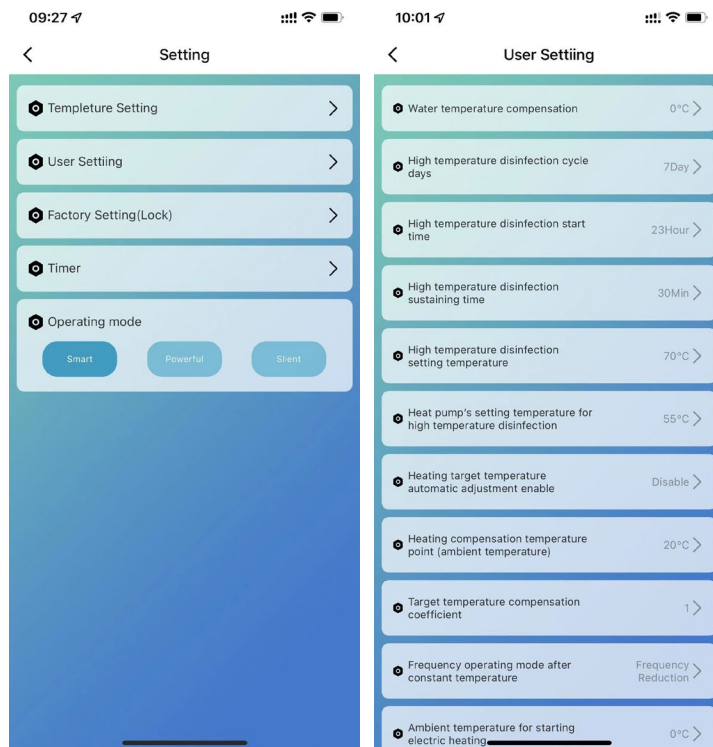 09:27
Setting
Templeture Setting
User Settiing
Factory Setting(Lock)
Timer
Operating mode
Smart
Powerful
Slient
10:01
User Settiing
Water temperature compensation
0°C
High temperature disinfection cycle
days
7Day
High temperature disinfection start
time
23Hour
High temperature disinfection
sustaining time
30Min
High temperature disinfection
setting temperature
70°C
Heat pump's setting temperature for
high temperature disinfection
55°C
Heating target temperature
automatic adjustment enable
Disable
Heating compensation temperature
point (ambient temperature)
20°C
Target temperature compensation
coefficient
1
Frequency operating mode after
constant temperature
Frequency
Reduction
Ambient temperature for starting
electric heating
0°C